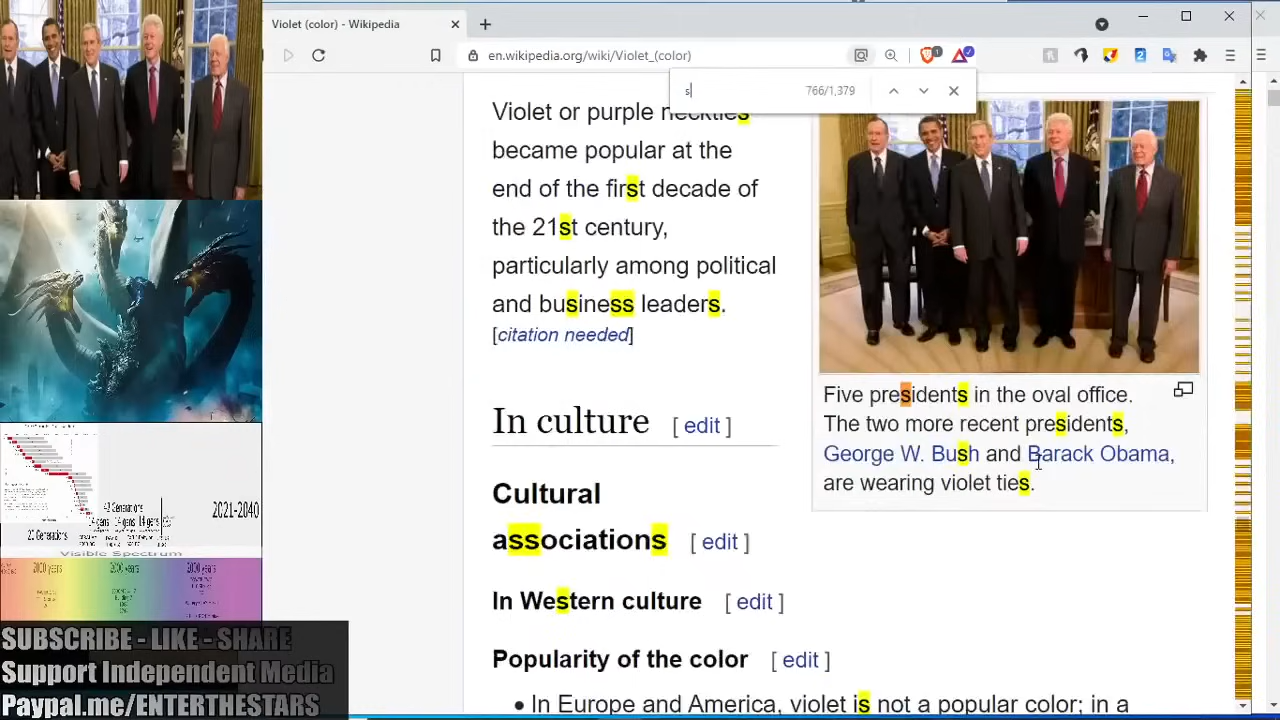 Violet (color) - Wikipedia
en.wikipedia.org/wiki/Violet_(color)
s
766/1,379
Violet or purple neckties
became popular at the
end of the first decade of
the 21st century,
particularly among political
and business leaders.
[citation needed]
In culture [ edit ]
Cultural
associations [ edit ]
In Western culture [ edit ]
Popularity of the color [ edit ]
• In Europe and America, violet is not a popular color; in a
Five presidents in the oval office.
The two more recent presidents,
George W. Bush and Barack Obama,
are wearing violet ties.
2021-2040
Visible Spectrum
2000 years 2000 years
SUBSCRIBE - LIKE - SHARE
Support Independent Media
Paypal.me/ENTERTHESTARS